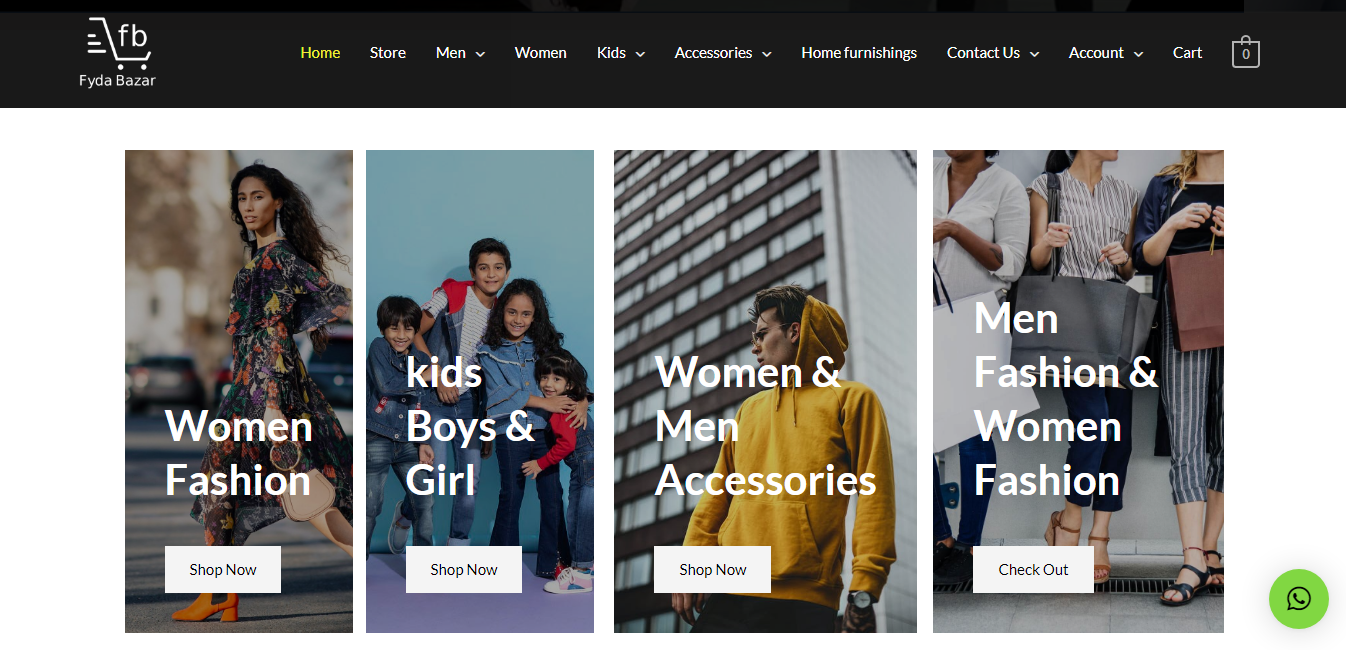 fb
Fyda Bazar
Home Store Men Women Kids Accessories Home furnishings Contact Us Account Cart 0
Women
Fashion
Shop Now
kids
Boys &
Girl
Shop Now
Women &
Men
Accessories
Shop Now
Men
Fashion &
Women
Fashion
Check Out